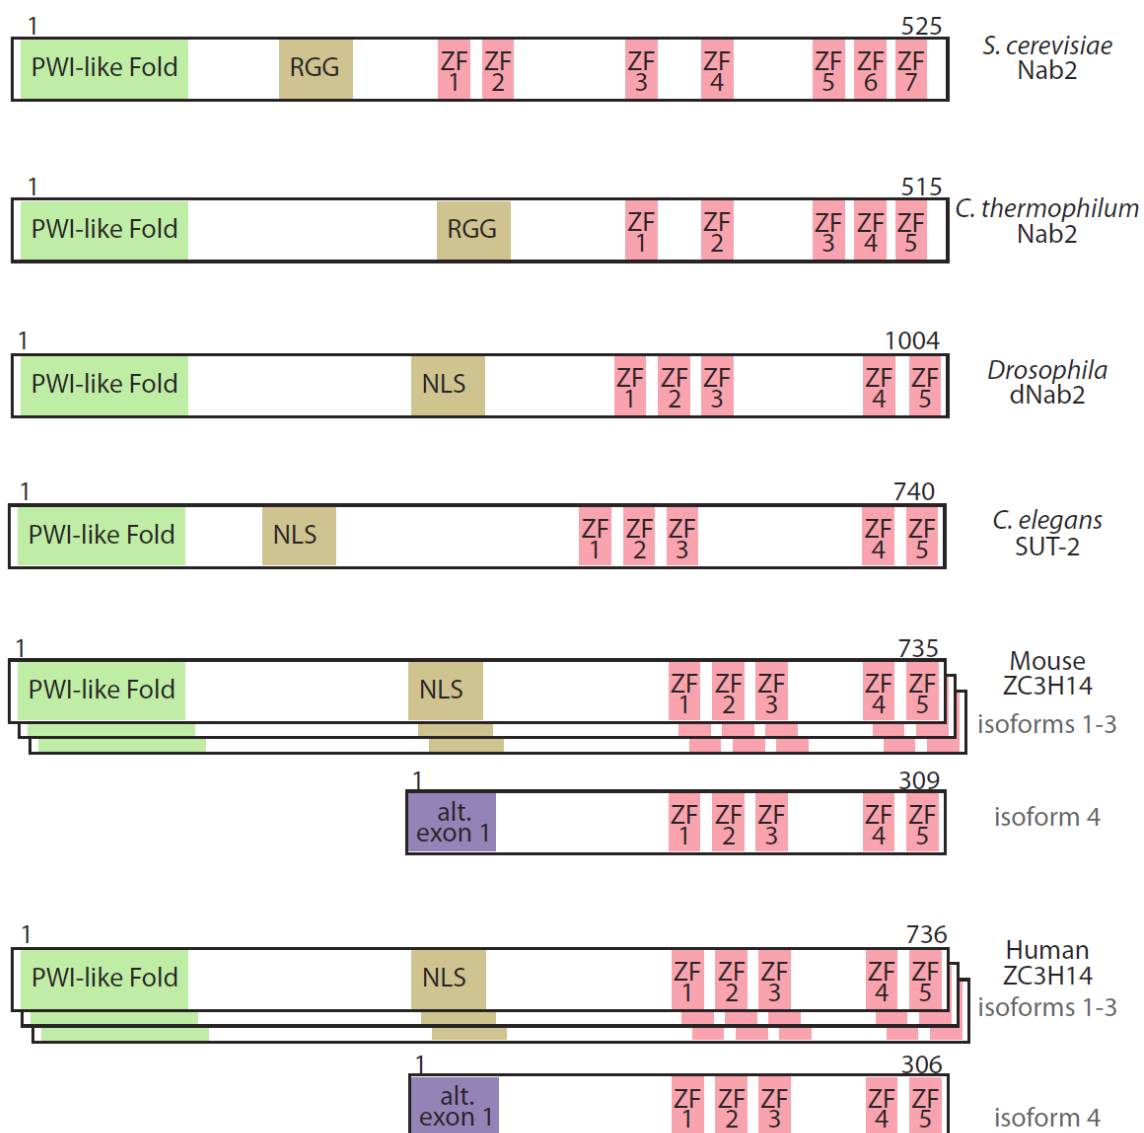 1 525
PWI-like Fold RGG ZF 1 ZF 2 ZF 3 ZF 4 ZF 5 ZF 6 ZF 7
S. cerevisiae
Nab2
1 515
PWI-like Fold RGG ZF 1 ZF 2 ZF 3 ZF 4 ZF 5
C. thermophilum
Nab2
1 1004
PWI-like Fold NLS ZF 1 ZF 2 ZF 3 ZF 4 ZF 5
Drosophila
dNab2
1 740
PWI-like Fold NLS ZF 1 ZF 2 ZF 3 ZF 4 ZF 5
C. elegans
SUT-2
1 735
PWI-like Fold NLS ZF 1 ZF 2 ZF 3 ZF 4 ZF 5
Mouse
ZC3H14
isoforms 1-3
1 309
alt.
exon 1
ZF 1 ZF 2 ZF 3 ZF 4 ZF 5
isoform 4
1 736
PWI-like Fold NLS ZF 1 ZF 2 ZF 3 ZF 4 ZF 5
Human
ZC3H14
isoforms 1-3
1 306
alt.
exon 1
ZF 1 ZF 2 ZF 3 ZF 4 ZF 5
isoform 4